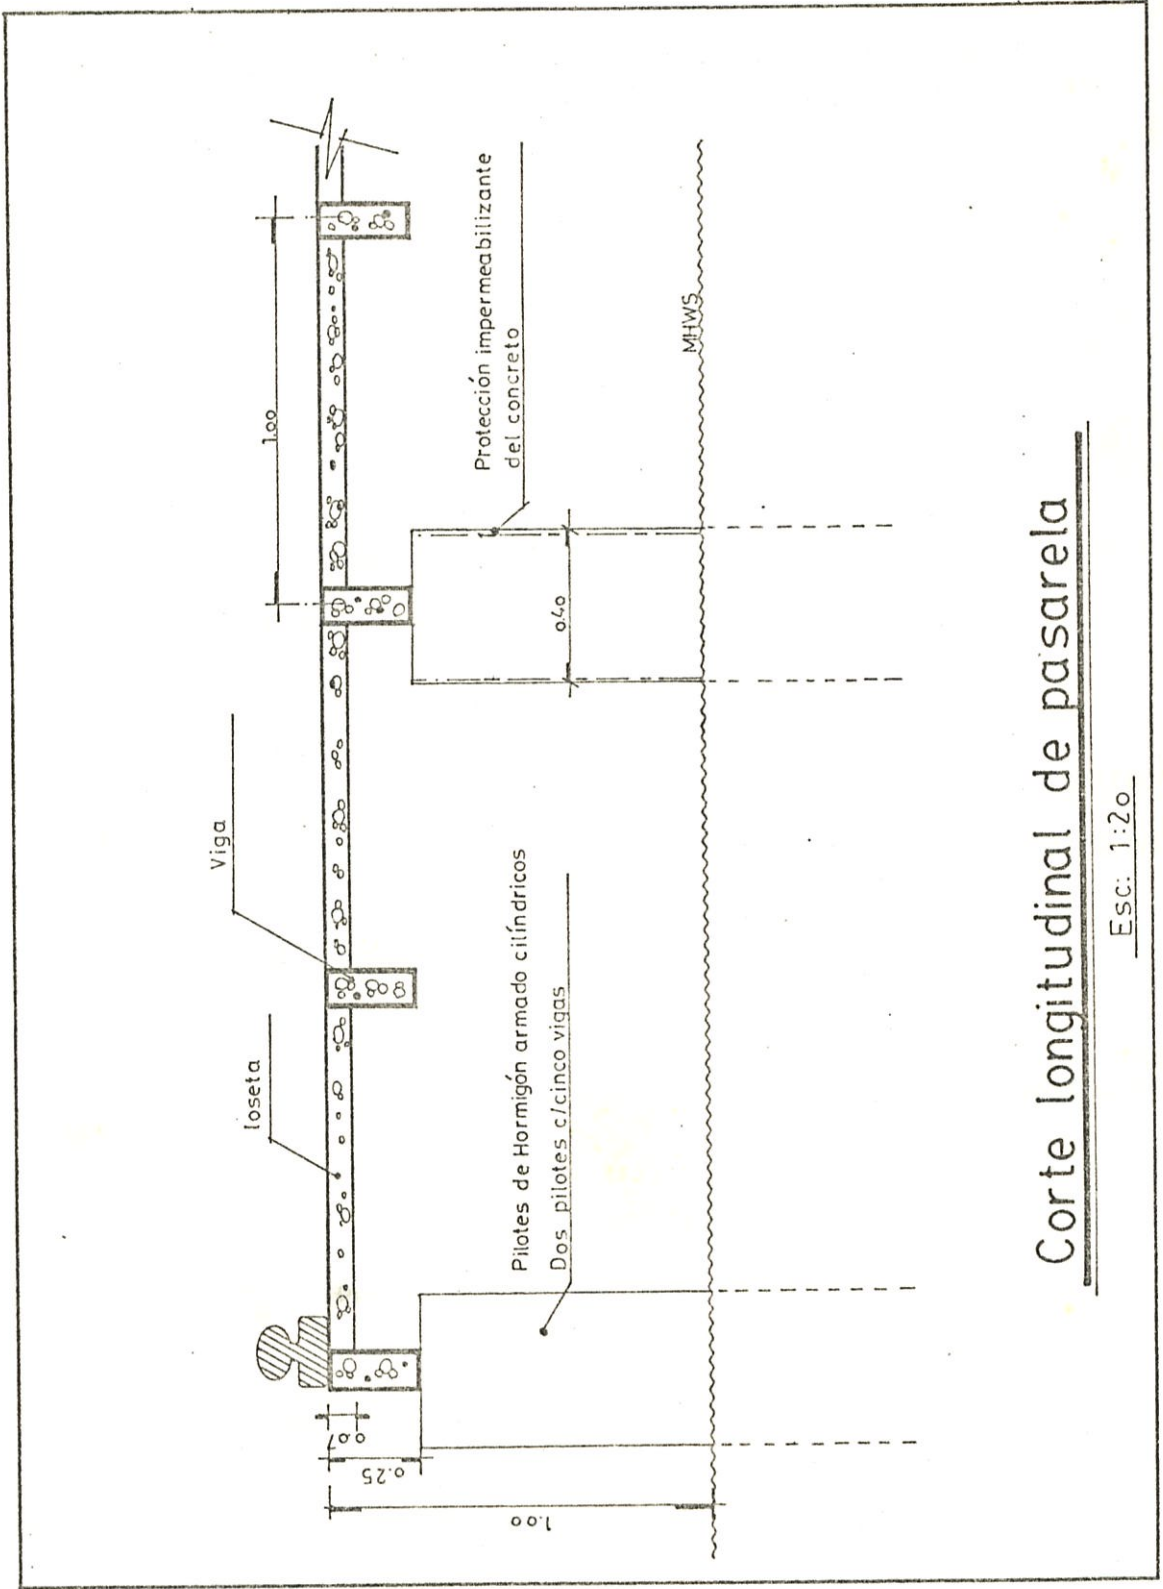 1.00
Viga
loseta
0.07
0.25
1.00
Protección impermeabilizante
del concreto
Pilotes de Hormigón armado cilíndricos
Dos pilotes c/cinco vigas
0.40
MHWS
Corte longitudinal de pasarela
Esc: 1:20